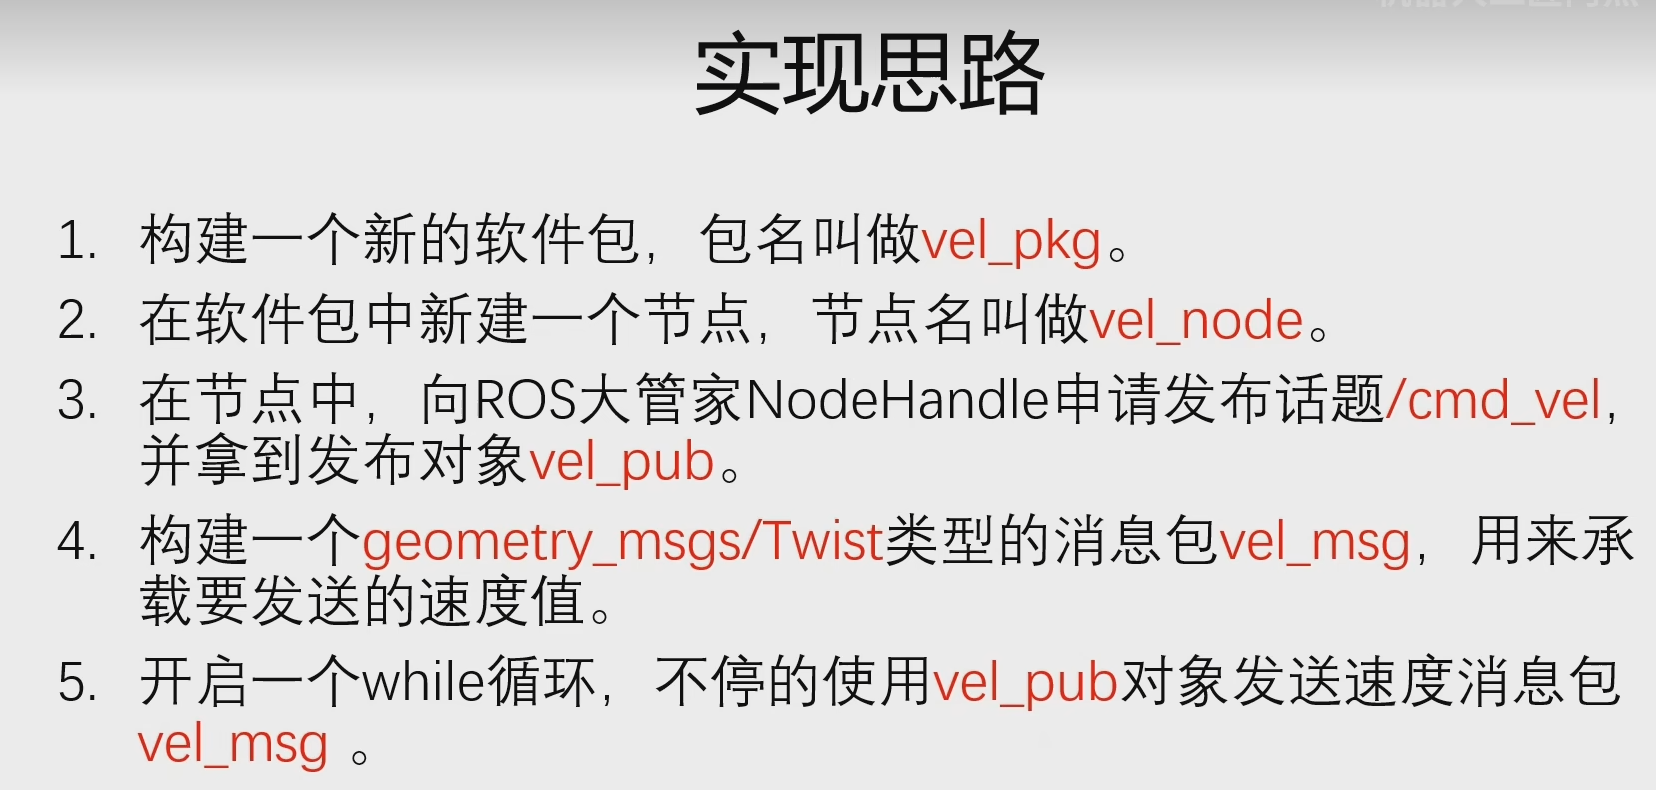 实现思路
1. 构建一个新的软件包，包名叫做vel_pkg。
2. 在软件包中新建一个节点，节点名叫做vel_node。
3. 在节点中，向ROS大管家NodeHandle申请发布话题/cmd_vel，
并拿到发布对象vel_pub。
4. 构建一个geometry_msgs/Twist类型的消息包vel_msg，用来承
载要发送的速度值。
5. 开启一个while循环，不停的使用vel_pub对象发送速度消息包
vel_msg 。